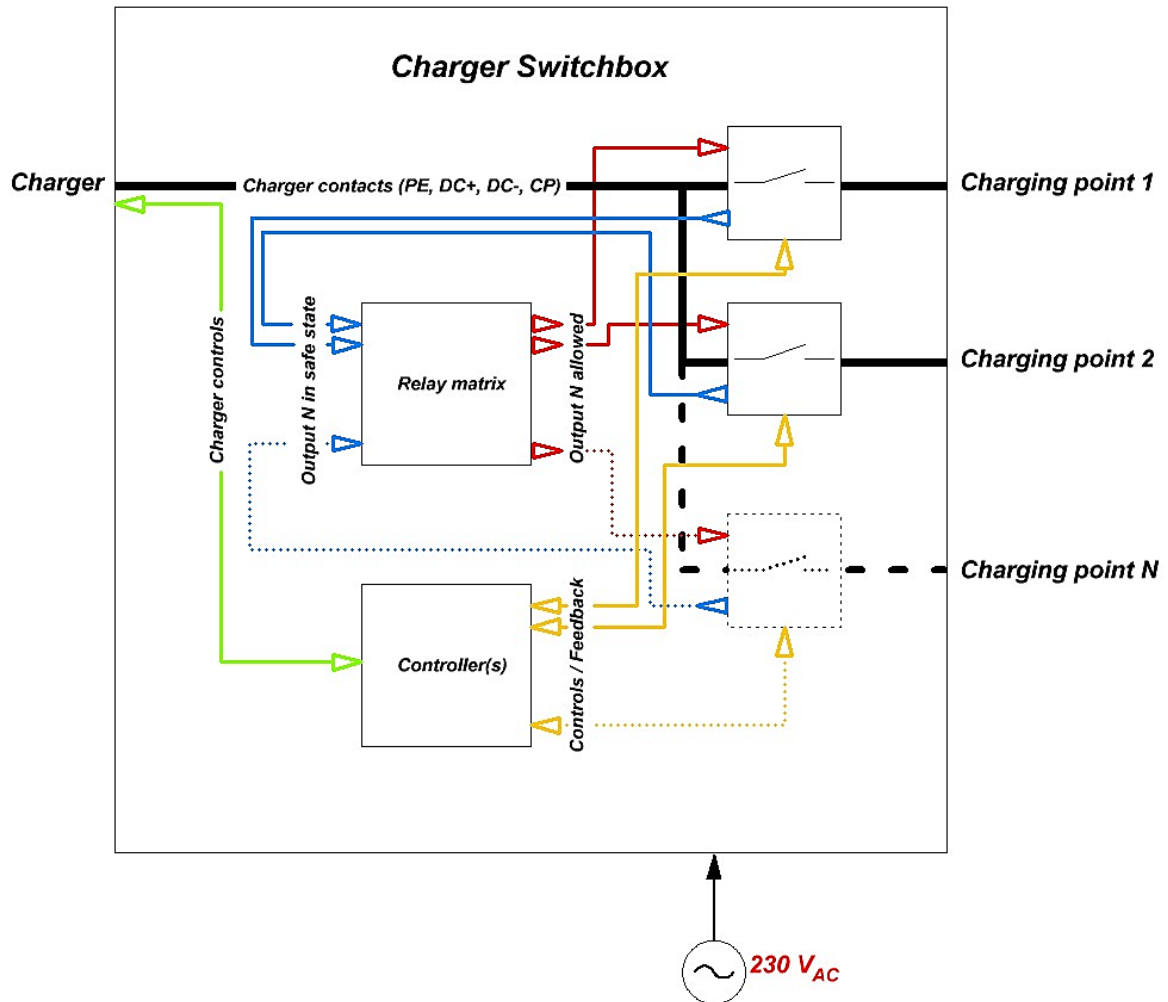 Charger Switchbox
Charger
Charger contacts (PE, DC+, DC-, CP)
Charging point 1
Charger controls
Output N in safe state
Relay matrix
Output N allowed
Charging point 2
Charging point N
Controller(s)
Controls / Feedback
230 VAC